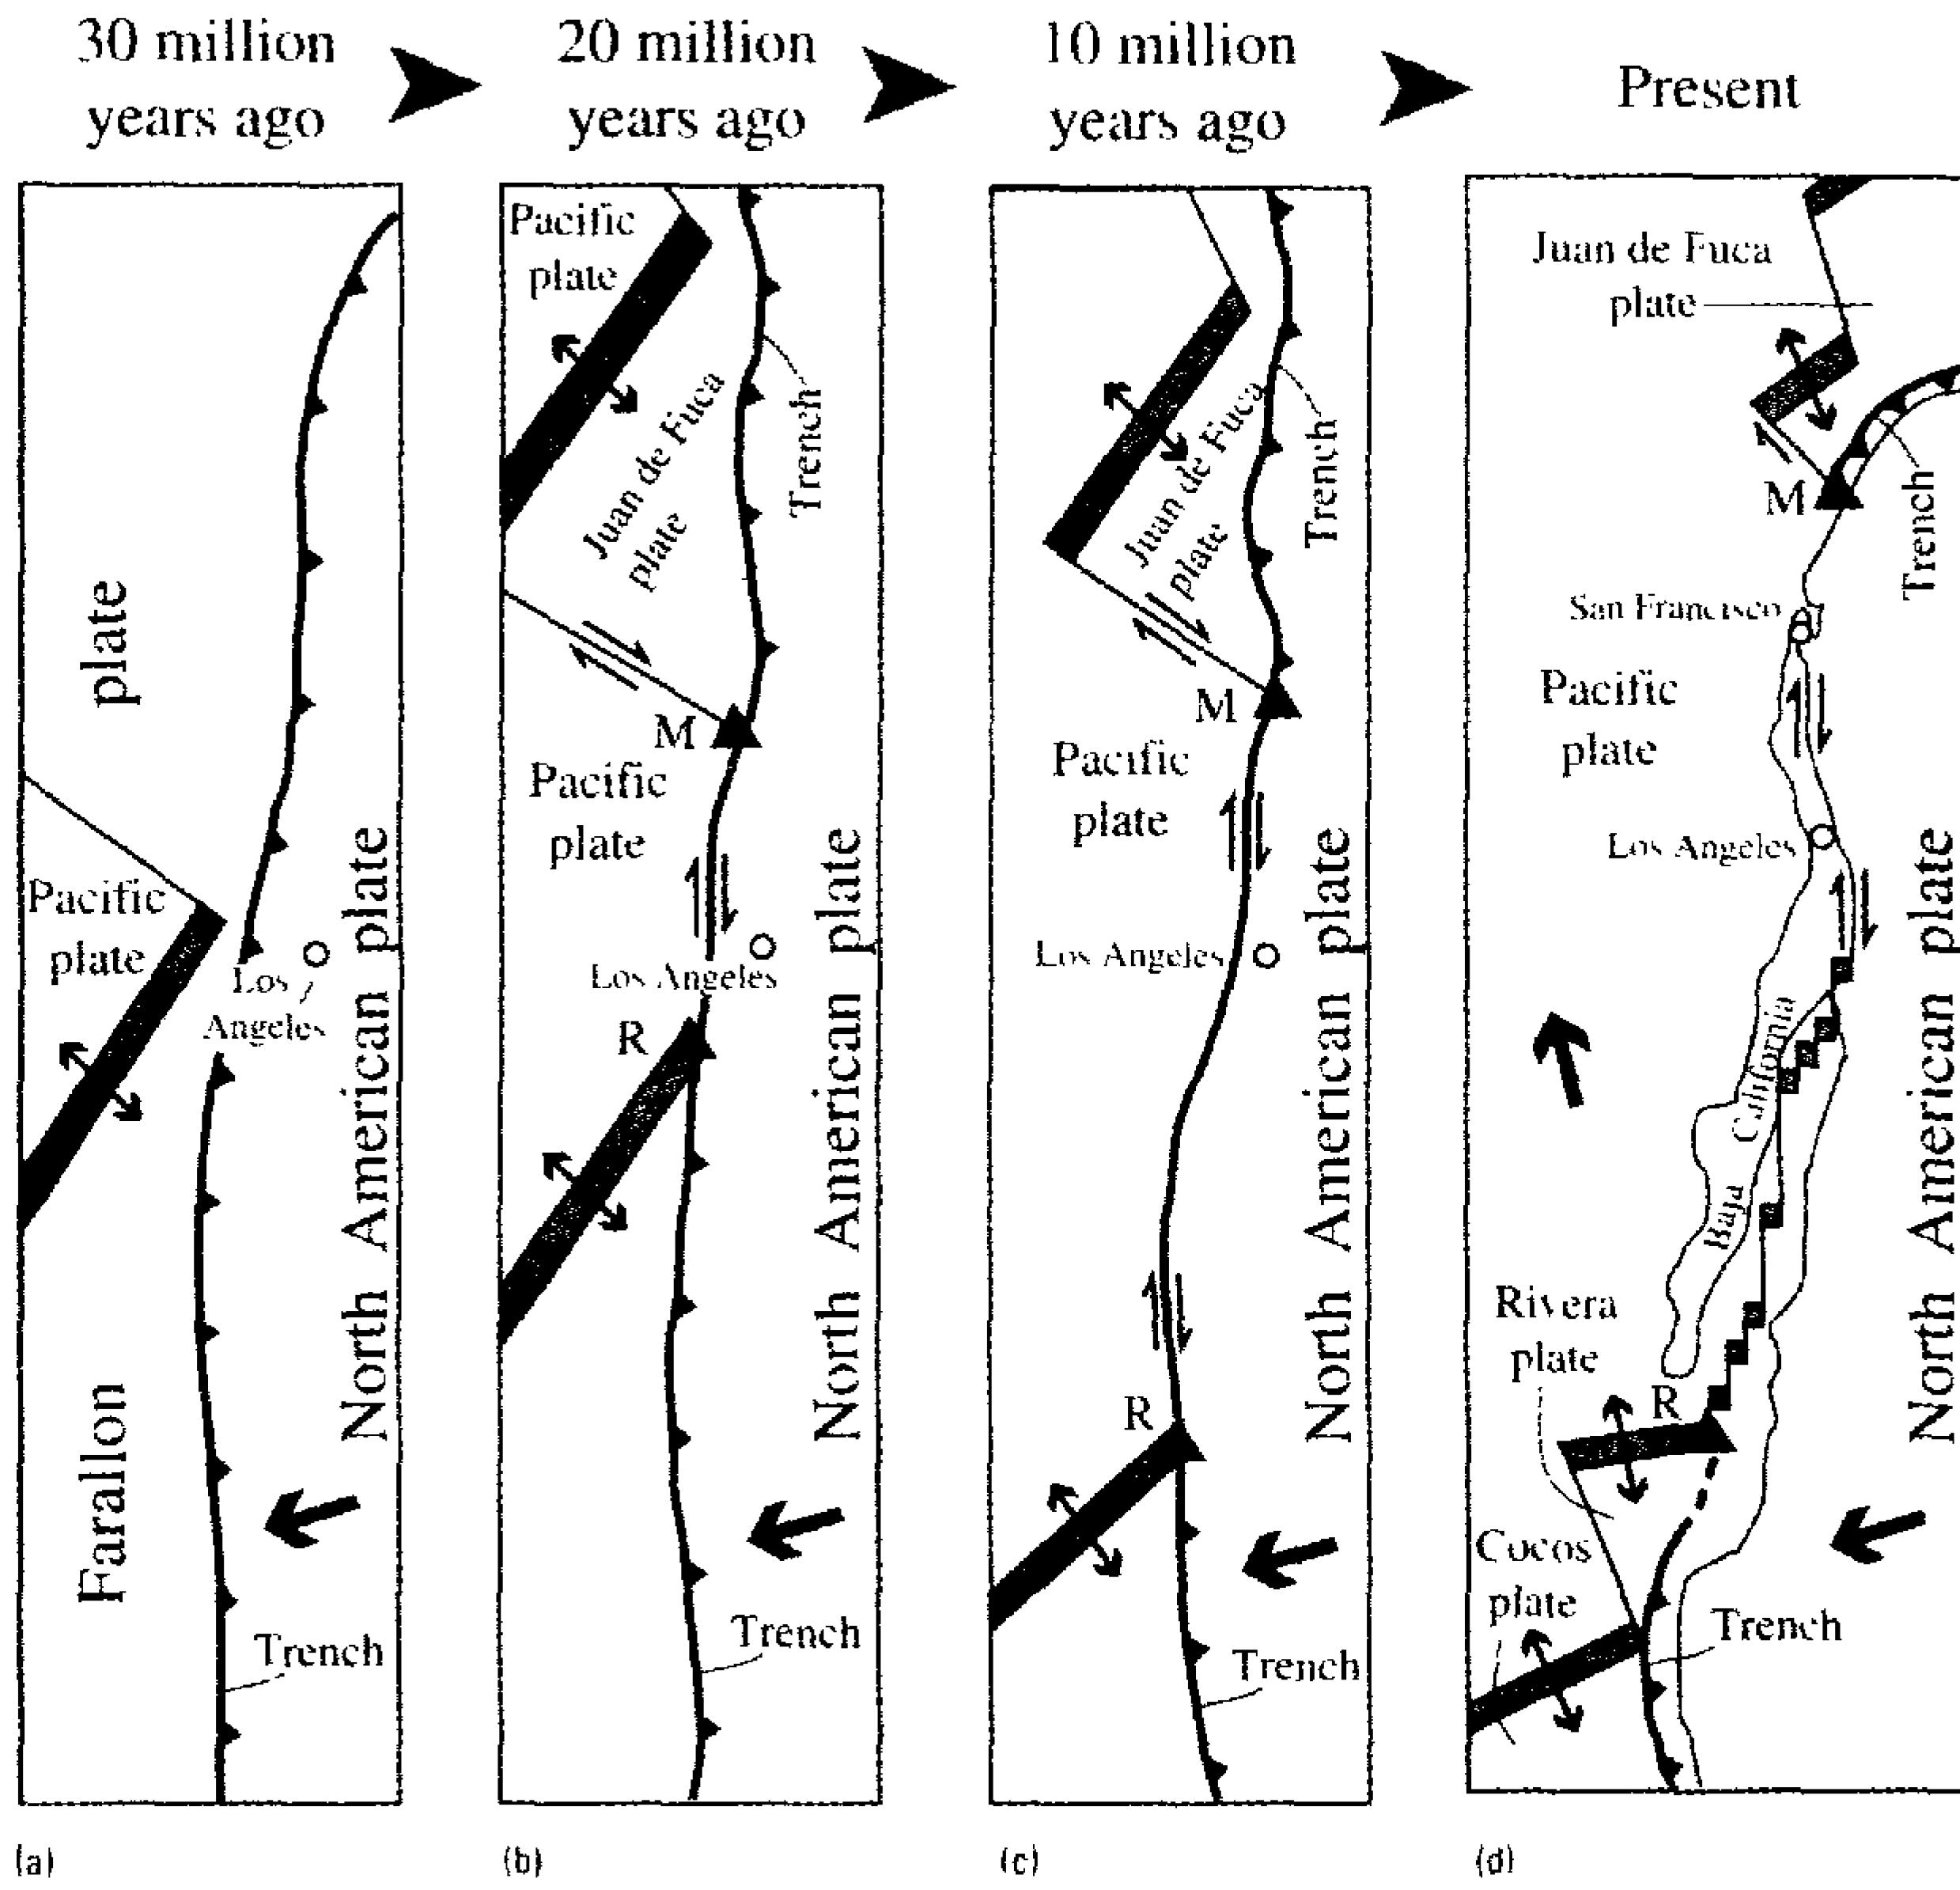 30 million
years ago
20 million
years ago
10 million
years ago
Present
plate
Pacific
plate
Los
Angeles
North American plate
Farallon
Trench
(a)
Pacific
plate
Juan de Fuca
plate
Trench
M
Pacific
plate
Los Angeles
R
North American plate
Trench
(b)
Juan de Fuca
plate
Trench
M
Pacific
plate
Los Angeles
North American plate
R
Trench
(c)
Juan de Fuca
plate
M
Trench
San Francisco
Pacific
plate
Los Angeles
Baja California
North American plate
Rivera
plate
R
Cocos
plate
Trench
(d)